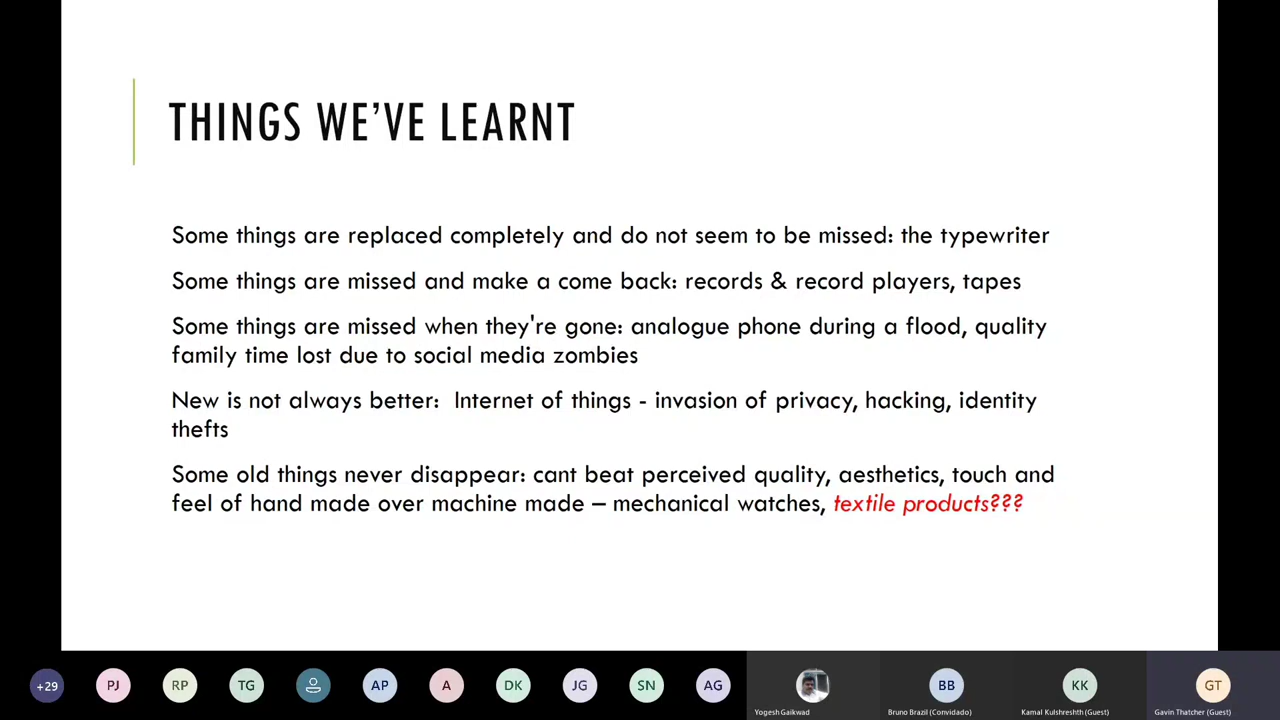 THINGS WE'VE LEARNT
Some things are replaced completely and do not seem to be missed: the typewriter
Some things are missed and make a come back: records & record players, tapes
Some things are missed when they're gone: analogue phone during a flood, quality
family time lost due to social media zombies
New is not always better:  Internet of things - invasion of privacy, hacking, identity
thefts
Some old things never disappear: cant beat perceived quality, aesthetics, touch and
feel of hand made over machine made – mechanical watches, textile products???
+29 PJ RP TG AP A DK JG SN AG BB KK GT
Yogesh Gaikwad Bruno Brazil (Convidado) Kamal Kulshreshth (Guest) Gavin Thatcher (Guest)